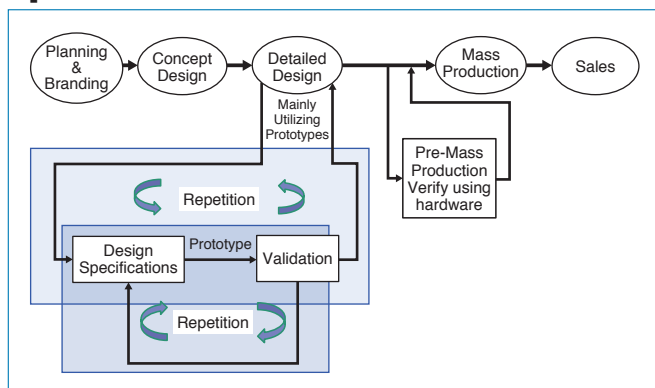 Planning
&
Branding
Concept
Design
Detailed
Design
Mass
Production
Sales
Mainly
Utilizing
Prototypes
Pre-Mass
Production
Verify using
hardware
Repetition
Design
Specifications
Prototype
Validation
Repetition